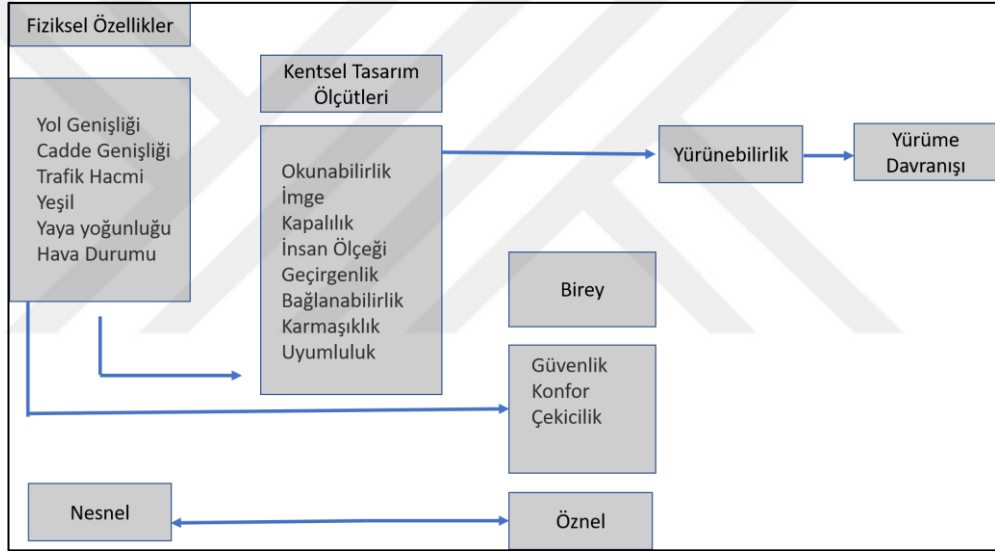 Fiziksel Özellikler
Yol Genişliği
Cadde Genişliği
Trafik Hacmi
Yeşil
Yaya yoğunluğu
Hava Durumu
Kentsel Tasarım
Ölçütleri
Okunabilirlik
İmge
Kapalılık
İnsan Ölçeği
Geçirgenlik
Bağlanabilirlik
Karmaşıklık
Uyumluluk
Yürünebilirlik
Yürüme
Davranışı
Birey
Güvenlik
Konfor
Çekicilik
Nesnel
Öznel